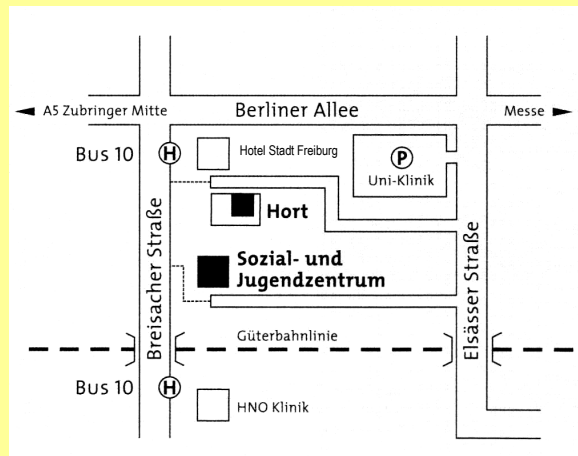 A5 Zubringer Mitte
Berliner Allee
Messe
Bus 10
H
Hotel Stadt Freiburg
P
Uni-Klinik
Hort
Sozial- und
Jugendzentrum
Breisacher Straße
Elsässer Straße
Güterbahnlinie
Bus 10
H
HNO Klinik